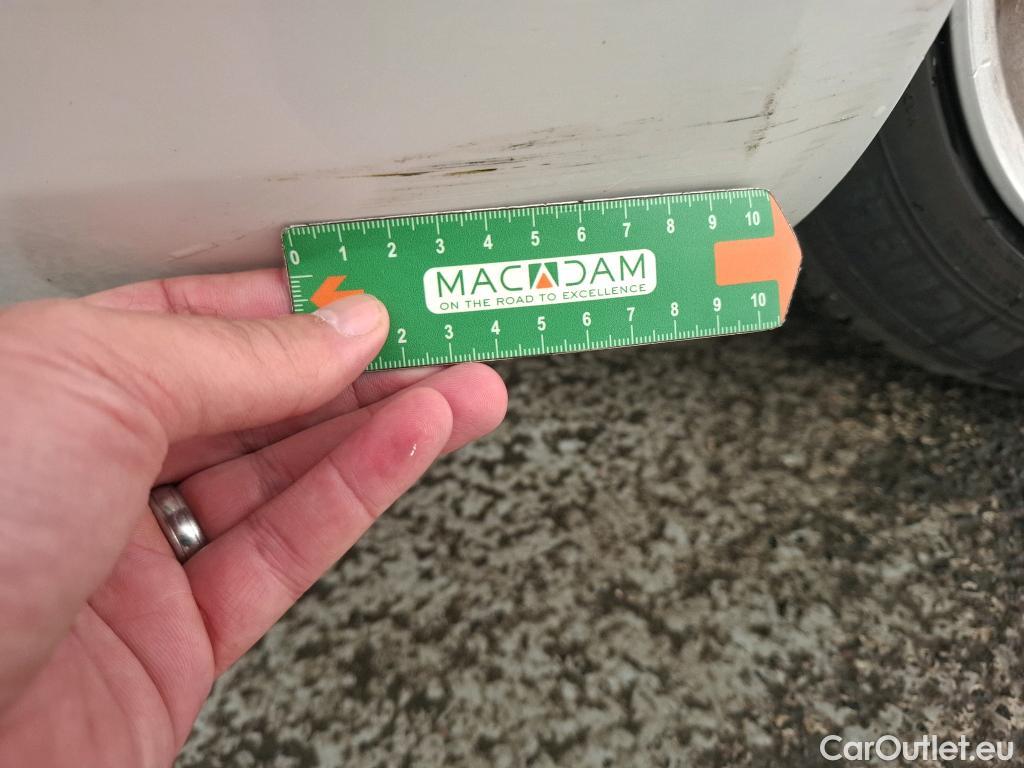 0 1 2 3 4 5 6 7 8 9 10
MACADAM
ON THE ROAD TO EXCELLENCE
2 3 4 5 6 7 8 9 10
CarOutlet.eu